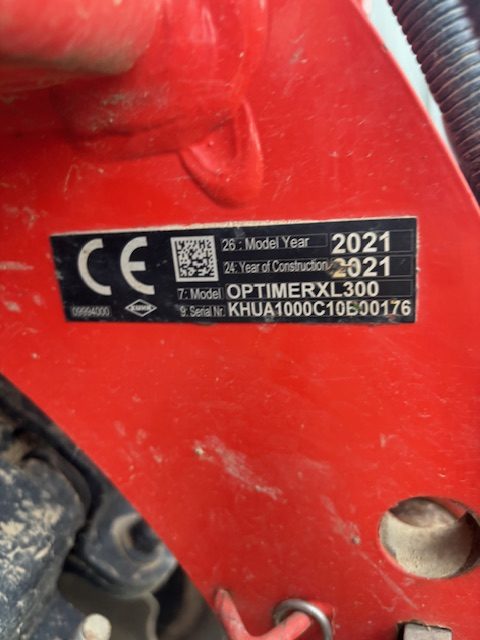 CE
26 : Model Year 2021
24: Year of Construction 2021
7: Model OPTIMERXL300
9: Serial Nr. KHUA1000C10B00176
09994000
KUHN